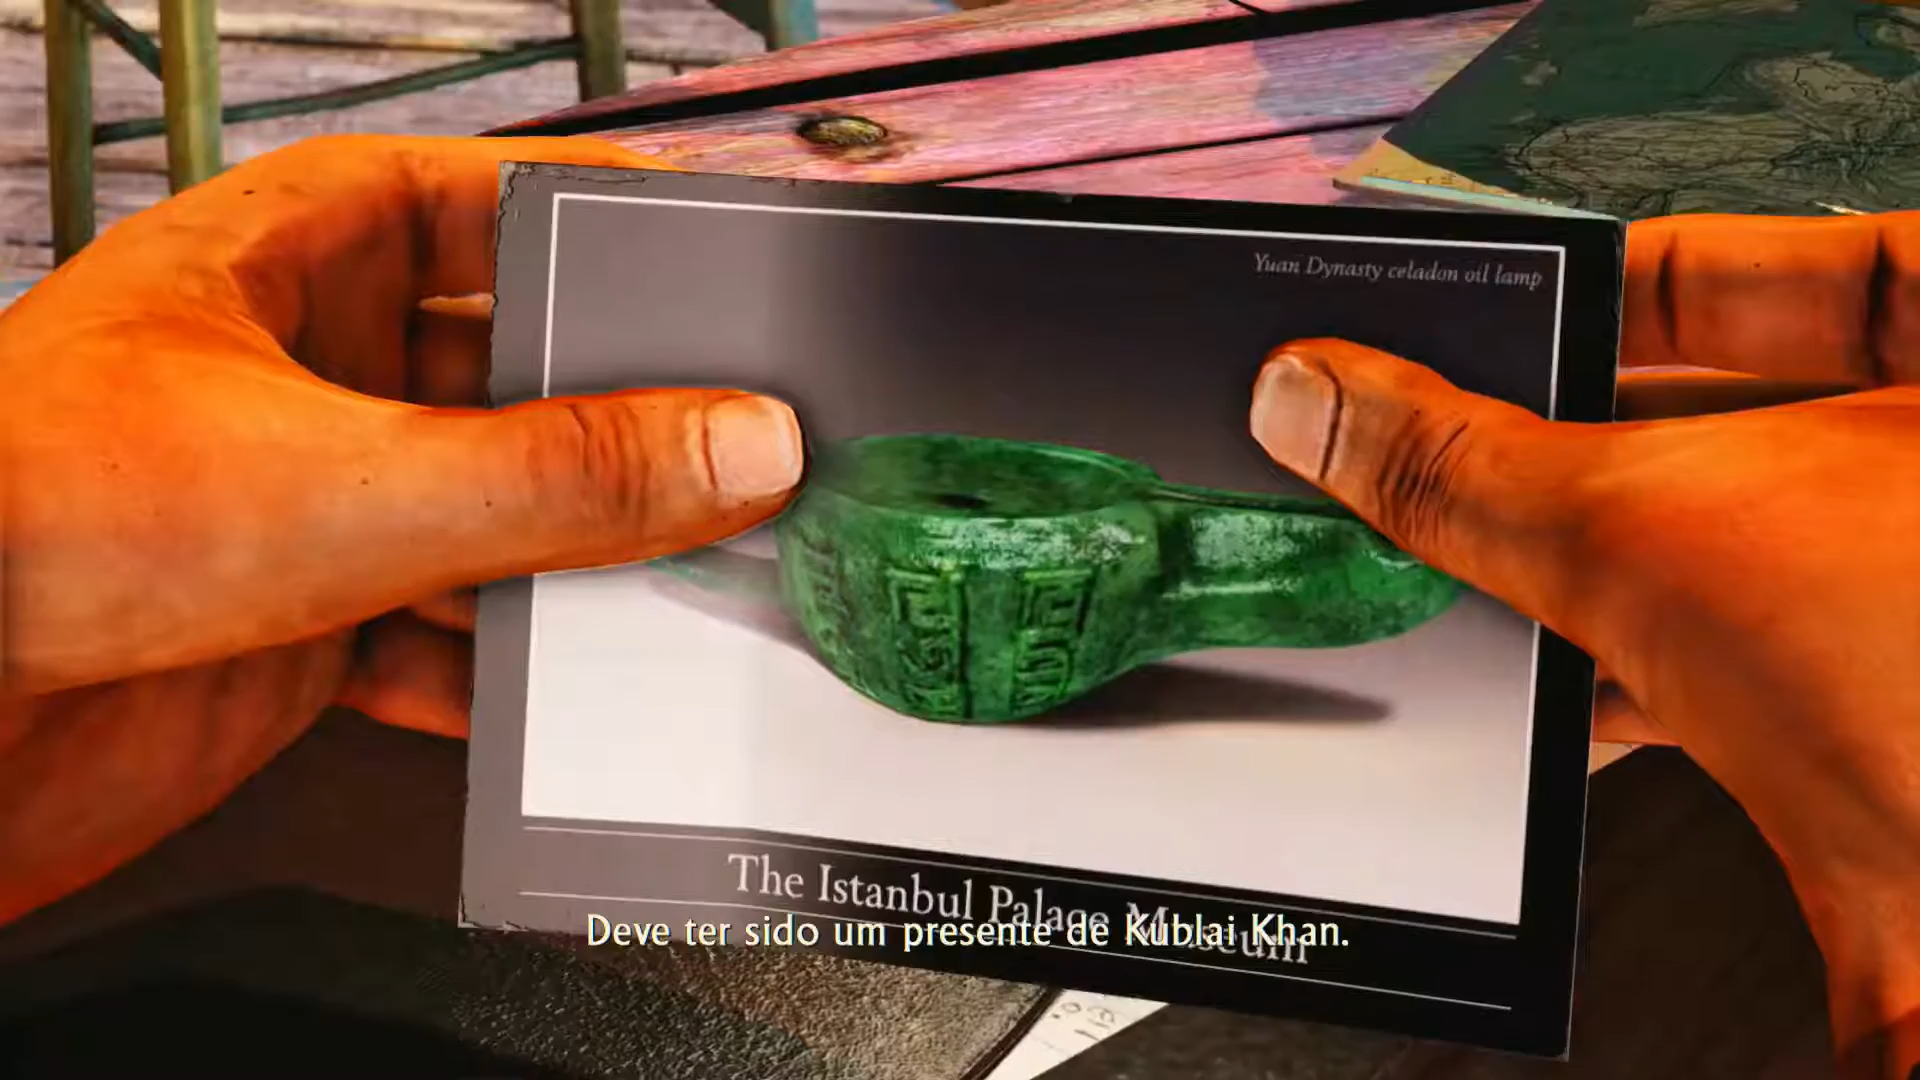 Yuan Dynasty celadon oil lamp
The Istanbul Palace Museum
Deve ter sido um presente de Kublai Khan.